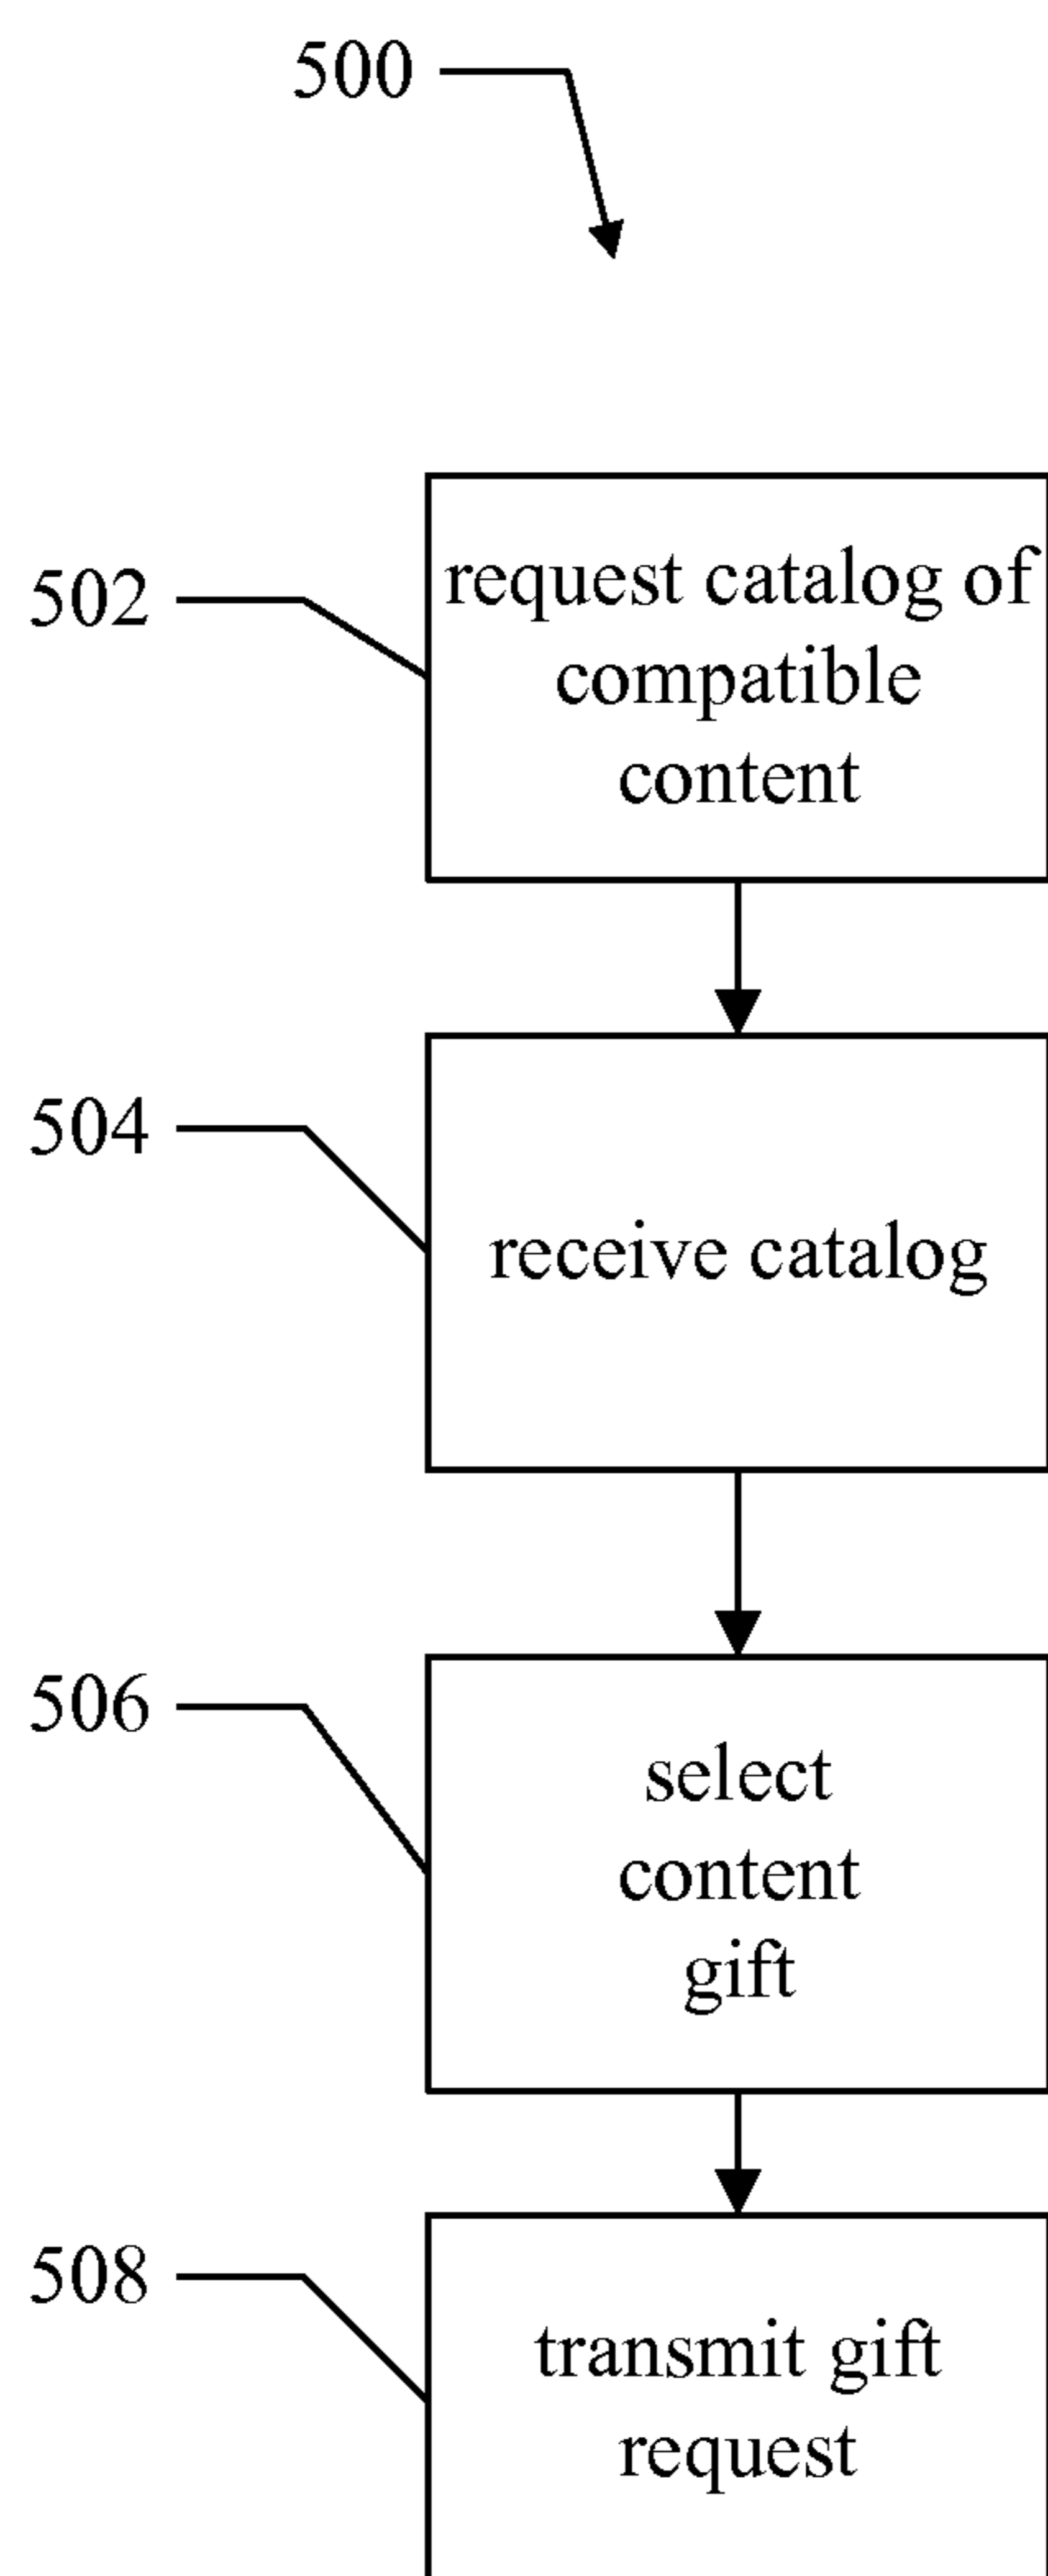 500
502
request catalog of
compatible
content
504
receive catalog
506
select
content
gift
508
transmit gift
request